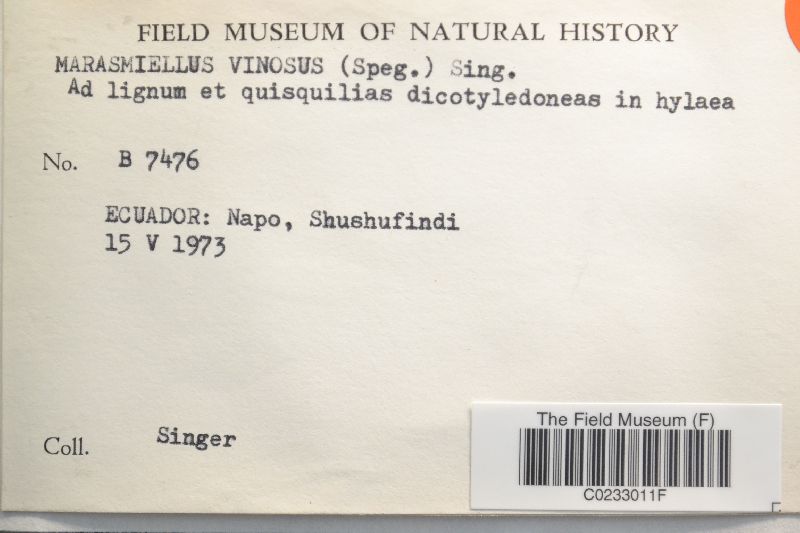 FIELD MUSEUM OF NATURAL HISTORY
MARASMIELLUS VINOSUS (Speg.) Sing.
Ad lignum et quisquilias dicotyledoneas in hylaea
No. B 7476
ECUADOR: Napo, Shushufindi
15 V 1973
Coll. Singer
The Field Museum (F)
C0233011F